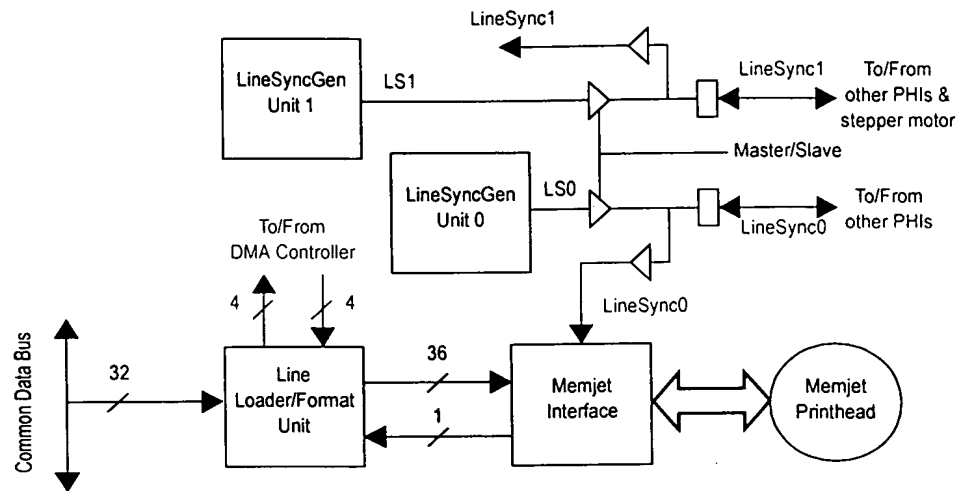 LineSync1
LineSyncGen
Unit 1
LS1
LineSync1
To/From
other PHIs &
stepper motor
Master/Slave
LineSyncGen
Unit 0
LS0
To/From
other PHIs
LineSync0
To/From
DMA Controller
4
4
LineSync0
Common Data Bus
32
Line
Loader/Format
Unit
36
1
Memjet
Interface
Memjet
Printhead